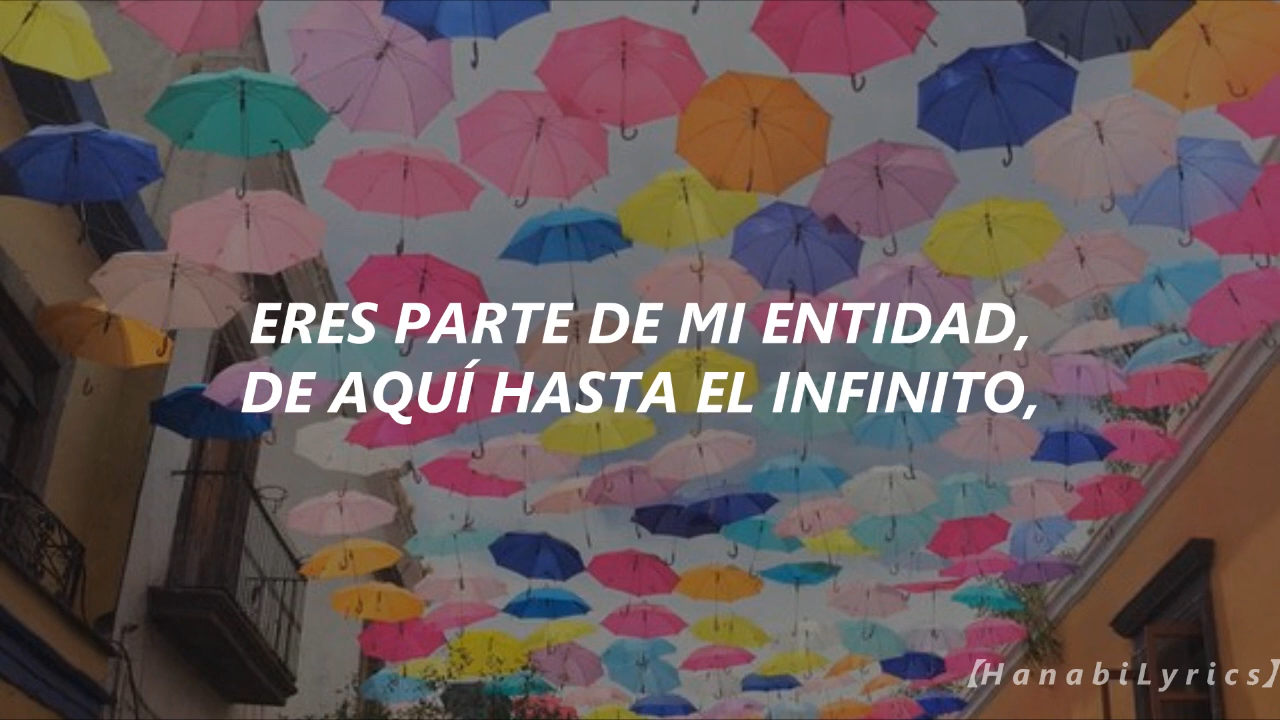 ERES PARTE DE MI ENTIDAD,
DE AQUÍ HASTA EL INFINITO,
【HanabiLyrics】